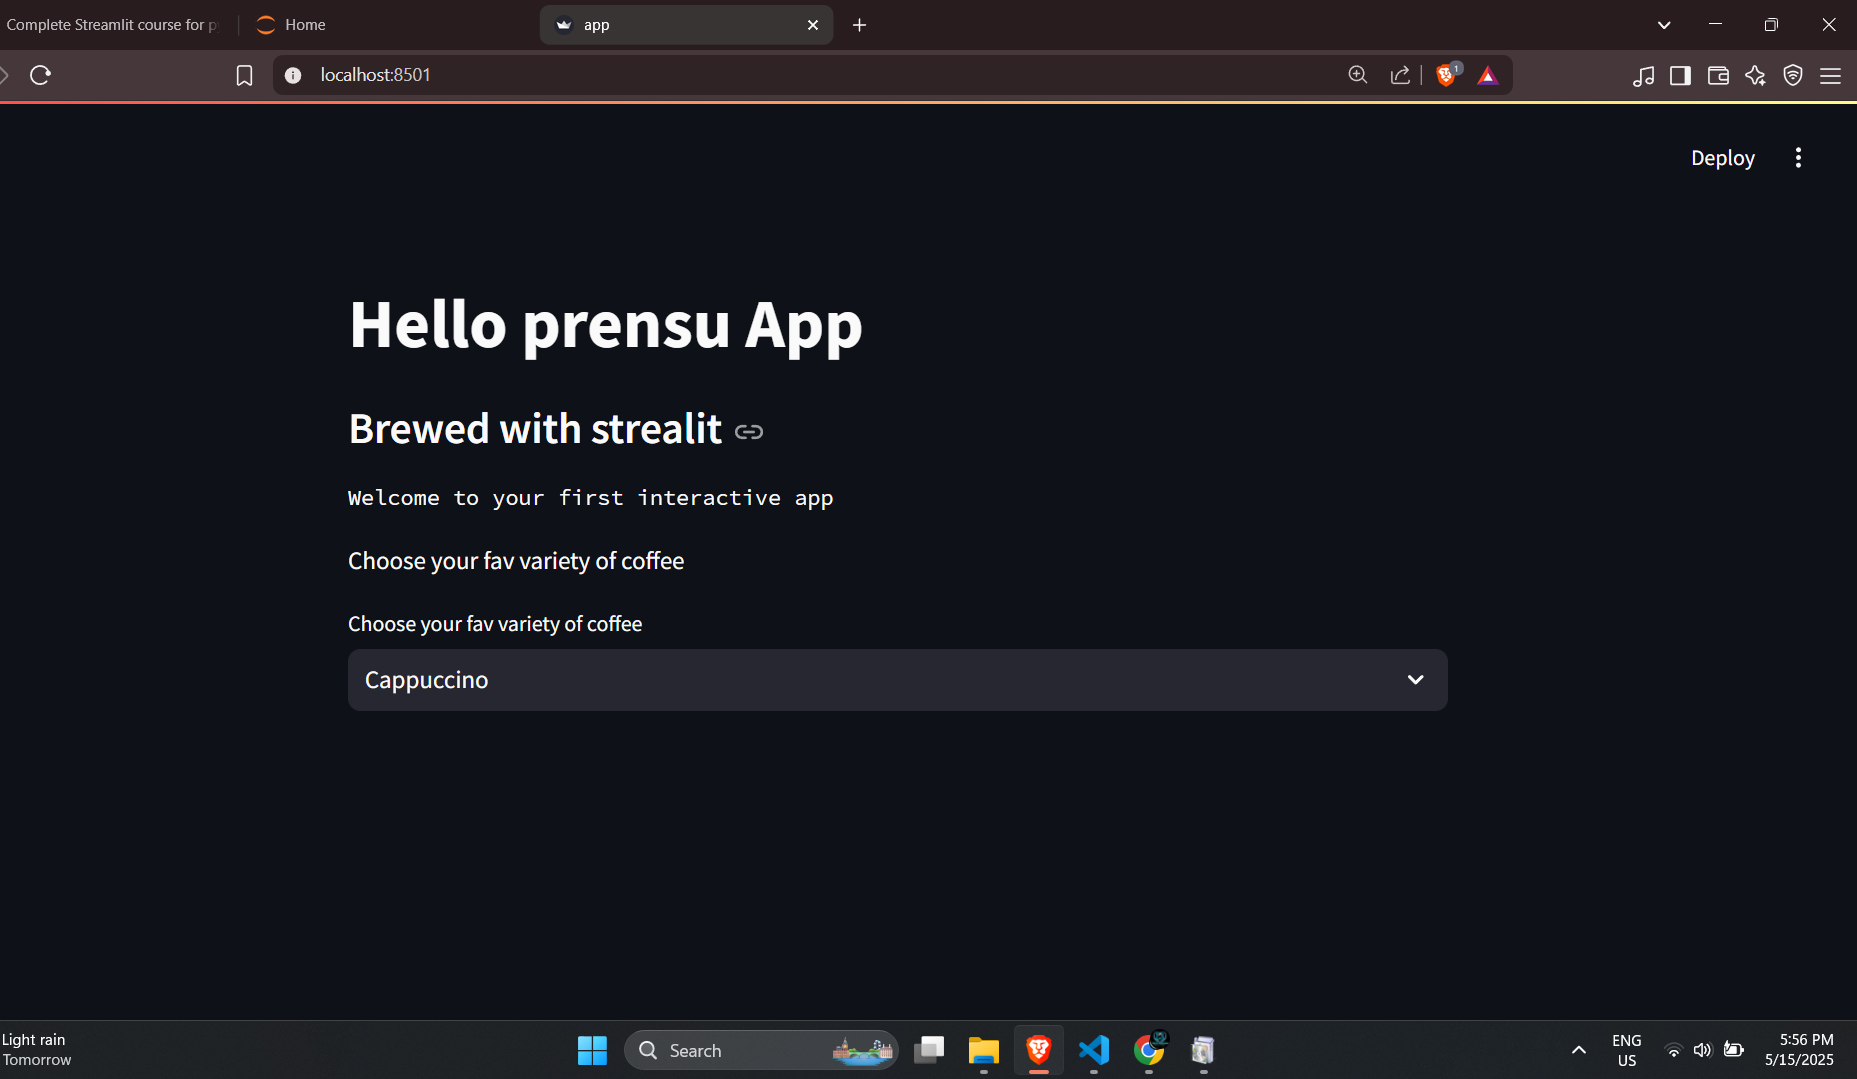 Complete Streamlit course for p
Home
app
localhost:8501
1
Deploy
Hello prensu App
Brewed with strealit
Welcome to your first interactive app
Choose your fav variety of coffee
Choose your fav variety of coffee
Cappuccino
Light rain
Tomorrow
Search
ENG
US
5:56 PM
5/15/2025